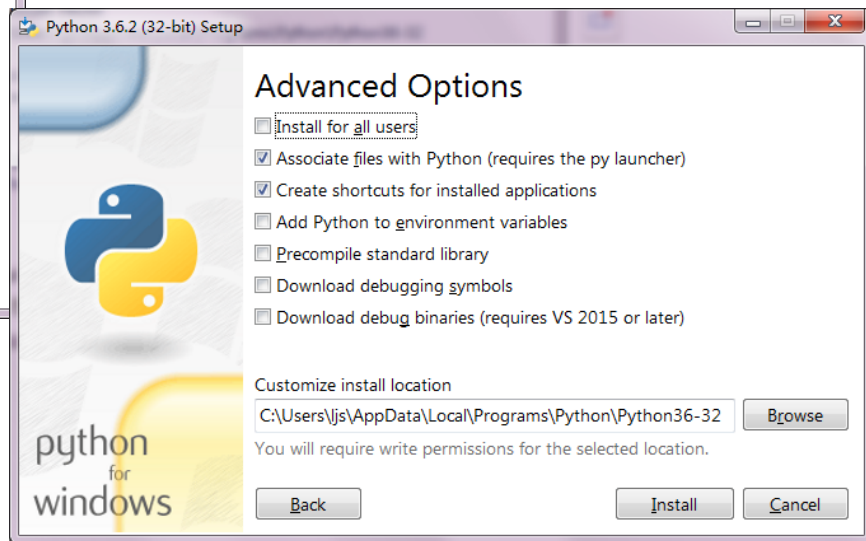 Python 3.6.2 (32-bit) Setup
Advanced Options
Install for all users
Associate files with Python (requires the py launcher)
Create shortcuts for installed applications
Add Python to environment variables
Precompile standard library
Download debugging symbols
Download debug binaries (requires VS 2015 or later)
Customize install location
C:\Users\ljs\AppData\Local\Programs\Python\Python36-32
Browse
You will require write permissions for the selected location.
python
for
windows
Back
Install
Cancel